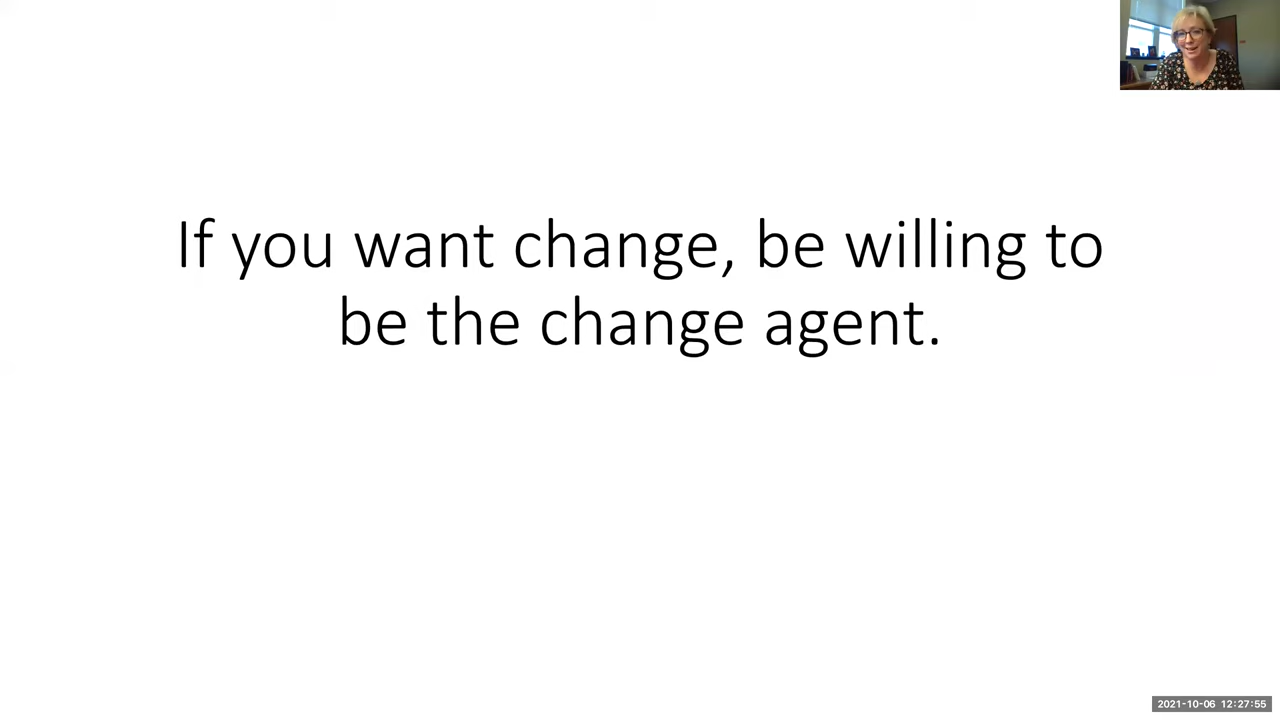 If you want change, be willing to
be the change agent.
2021-10-06 12:27:55